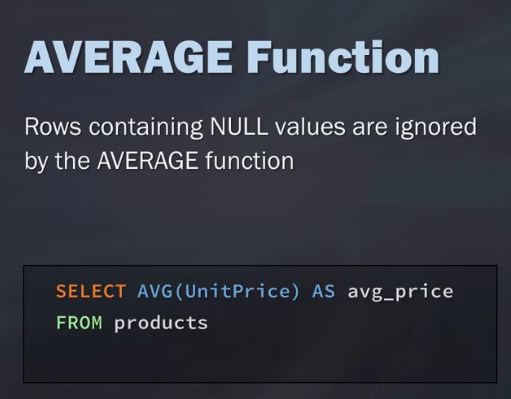 AVERAGE Function
Rows containing NULL values are ignored
by the AVERAGE function
SELECT AVG(UnitPrice) AS avg_price
FROM products